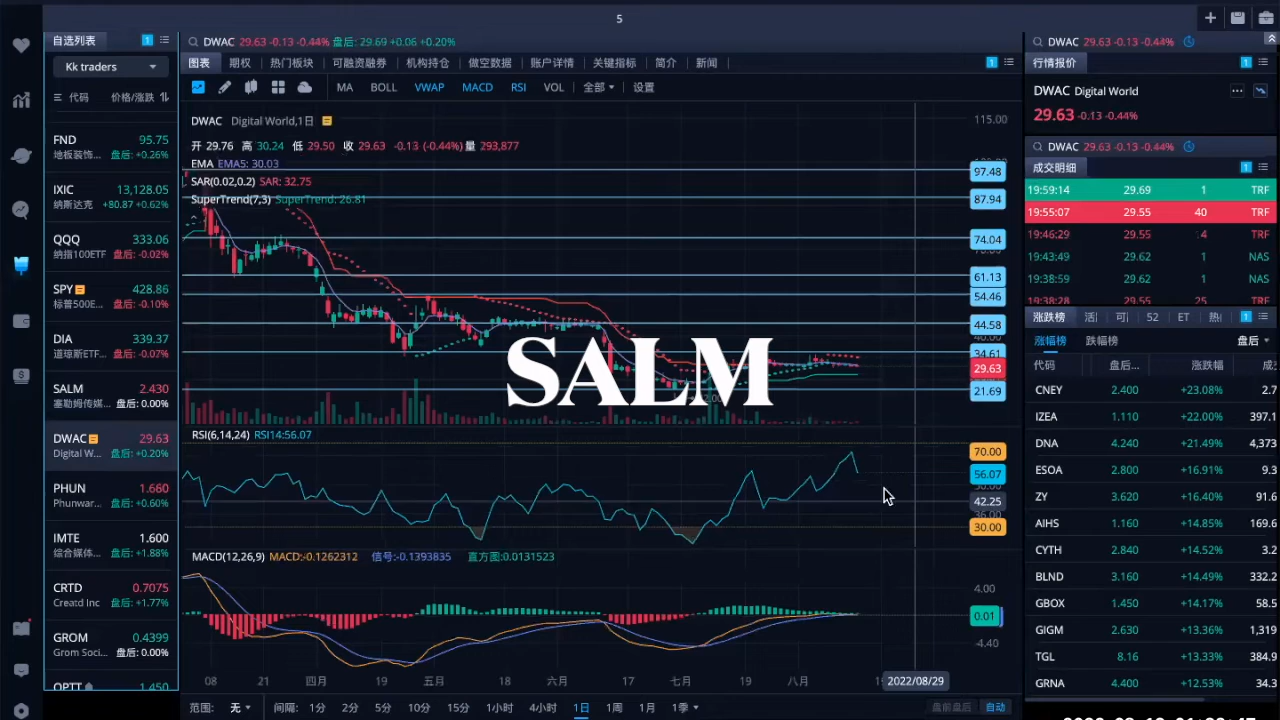 5
自选列表
1
Kk traders
代码 价格/涨跌
FND 95.75
地板装饰... 盘后: +0.26%
IXIC 13,128.05
纳斯达克 +80.87 +0.62%
QQQ 333.06
纳指100ETF 盘后: -0.02%
SPY 428.86
标普500E... 盘后: -0.10%
DIA 339.37
道琼斯ETF... 盘后: -0.07%
SALM 2.430
塞勒姆传媒... 盘后: 0.00%
DWAC 29.63
Digital W... 盘后: +0.20%
PHUN 1.660
Phunwar... 盘后: +0.60%
IMTE 1.600
综合媒体... 盘后: +1.88%
CRTD 0.7075
Creatd Inc 盘后: +1.77%
GROM 0.4399
Grom Soci... 盘后: 0.00%
OPTT 1.450
DWAC 29.63 -0.13 -0.44% 盘后: 29.69 +0.06 +0.20%
图表 期权 热门板块 可融资融券 机构持仓 做空数据 账户详情 关键指标 简介 新闻
1
MA BOLL VWAP MACD RSI VOL 全部 设置
DWAC Digital World,1日
开 29.76 高 30.24 低 29.50 收 29.63 -0.13 (-0.44%) 量 293,877
EMA EMA5: 30.03
SAR(0.02,0.2) SAR: 32.75
SuperTrend(7,3) SuperTrend: 26.81
115.00
97.48
87.94
74.04
61.13
54.46
44.58
34.61
29.63
21.69
SALM
RSI(6,14,24) RSI14:56.07
70.00
56.07
42.25
30.00
MACD(12,26,9) MACD:-0.1262312 信号:-0.1393835 直方图:0.0131523
4.00
0.01
-4.40
08 21 四月 19 五月 18 六月 17 七月 19 八月 2022/08/29
范围: 无 间隔: 1分 2分 5分 10分 15分 1小时 4小时 1日 1周 1月 1季 盘前盘后 自动
DWAC 29.63 -0.13 -0.44%
行情报价
1
DWAC Digital World
29.63 -0.13 -0.44%
DWAC 29.63 -0.13 -0.44%
成交明细
1
19:59:14 29.69 1 TRF
19:55:07 29.55 40 TRF
19:46:29 29.55 4 TRF
19:43:49 29.62 1 NAS
19:38:59 29.62 1 NAS
19:38:28 29.55 25 TRF
涨跌榜 52 ET 1
涨幅榜 跌幅榜 盘后
代码 盘后... 涨跌幅
CNEY 2.400 +23.08% 2.7
IZEA 1.110 +22.00% 397.1
DNA 4.240 +21.49% 4,373
ESOA 2.800 +16.91% 9.3
ZY 3.620 +16.40% 91.6
AIHS 1.160 +14.85% 169.6
CYTH 2.840 +14.52% 3.2
BLND 3.160 +14.49% 332.2
GBOX 1.450 +14.17% 58.5
GIGM 2.630 +13.36% 1,319
TGL 8.16 +13.33% 384.9
GRNA 4.400 +12.53% 34.3